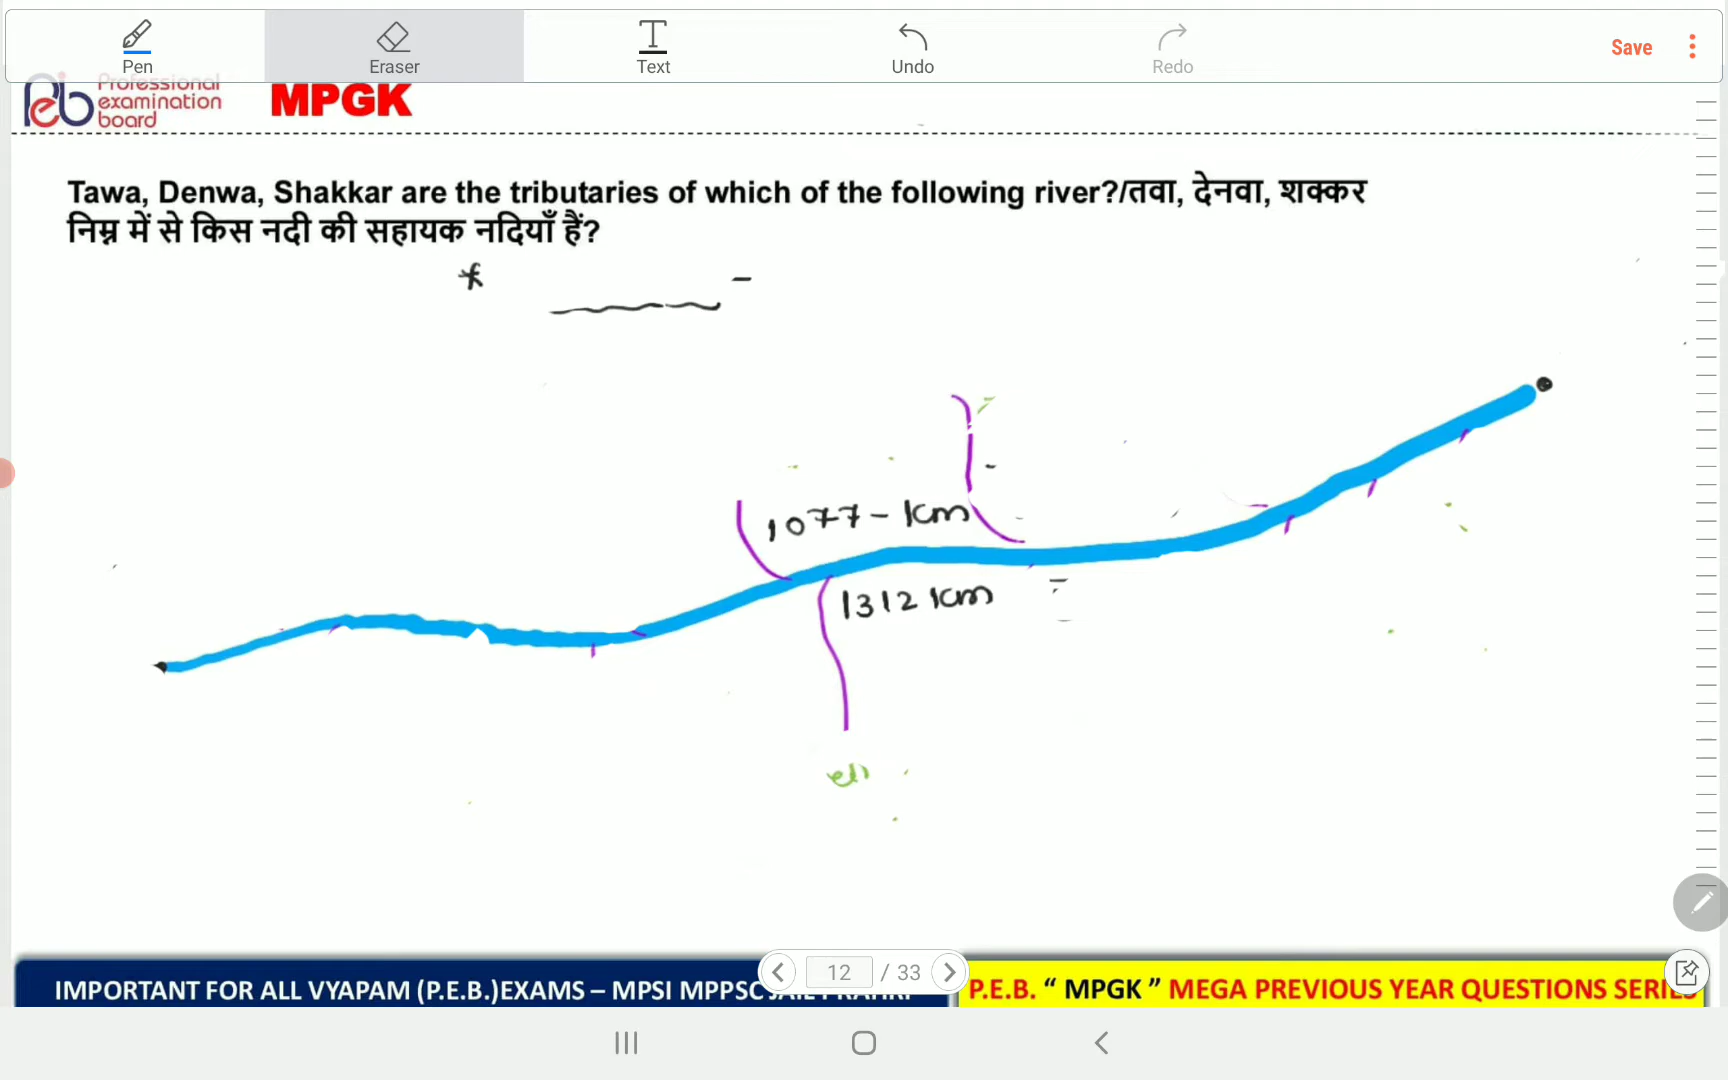 Pen
Eraser
Text
Undo
Redo
Save
Peb Professional
examination
board
MPGK
Tawa, Denwa, Shakkar are the tributaries of which of the following river?/तवा, देनवा, शक्कर
निम्न में से किस नदी की सहायक नदियाँ हैं?
1077 - km
1312 km
IMPORTANT FOR ALL VYAPAM (P.E.B.)EXAMS – MPSI MPPSC
12 / 33
P.E.B. “ MPGK ” MEGA PREVIOUS YEAR QUESTIONS SERIES